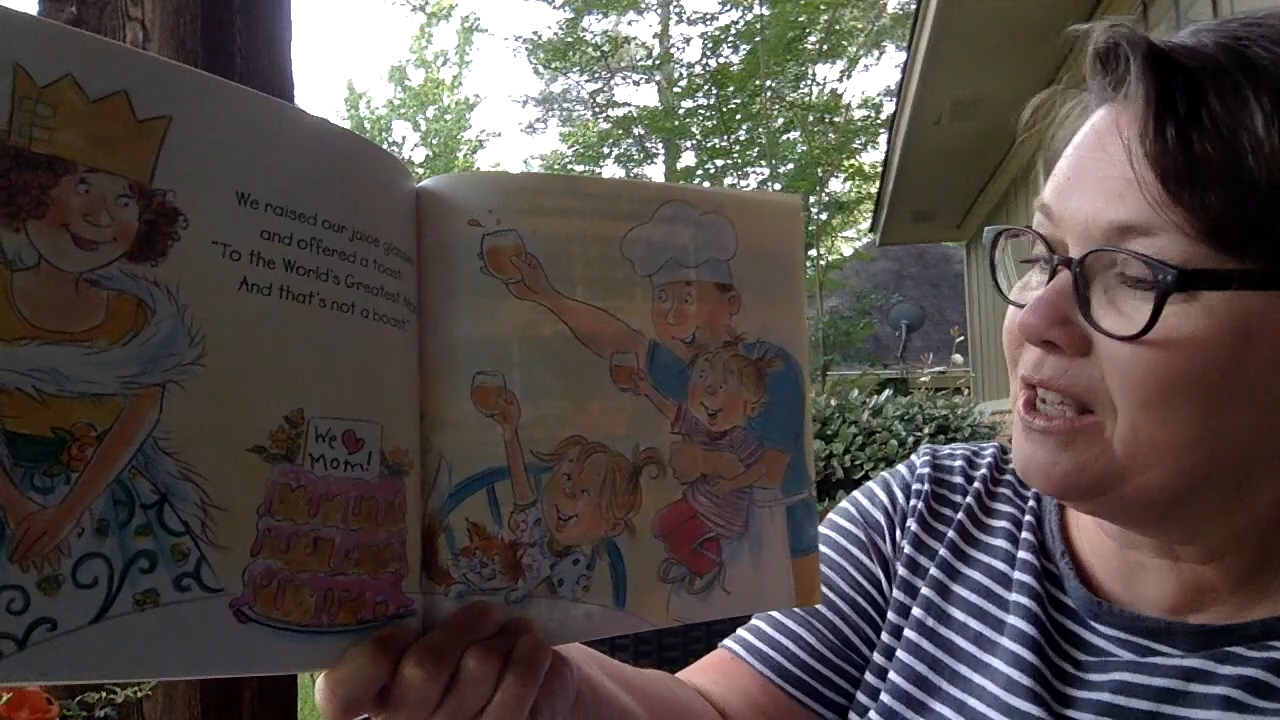 We raised our juice glasses
and offered a toast.
"To the World's Greatest
And that's not a boast."
We ♥
Mom!